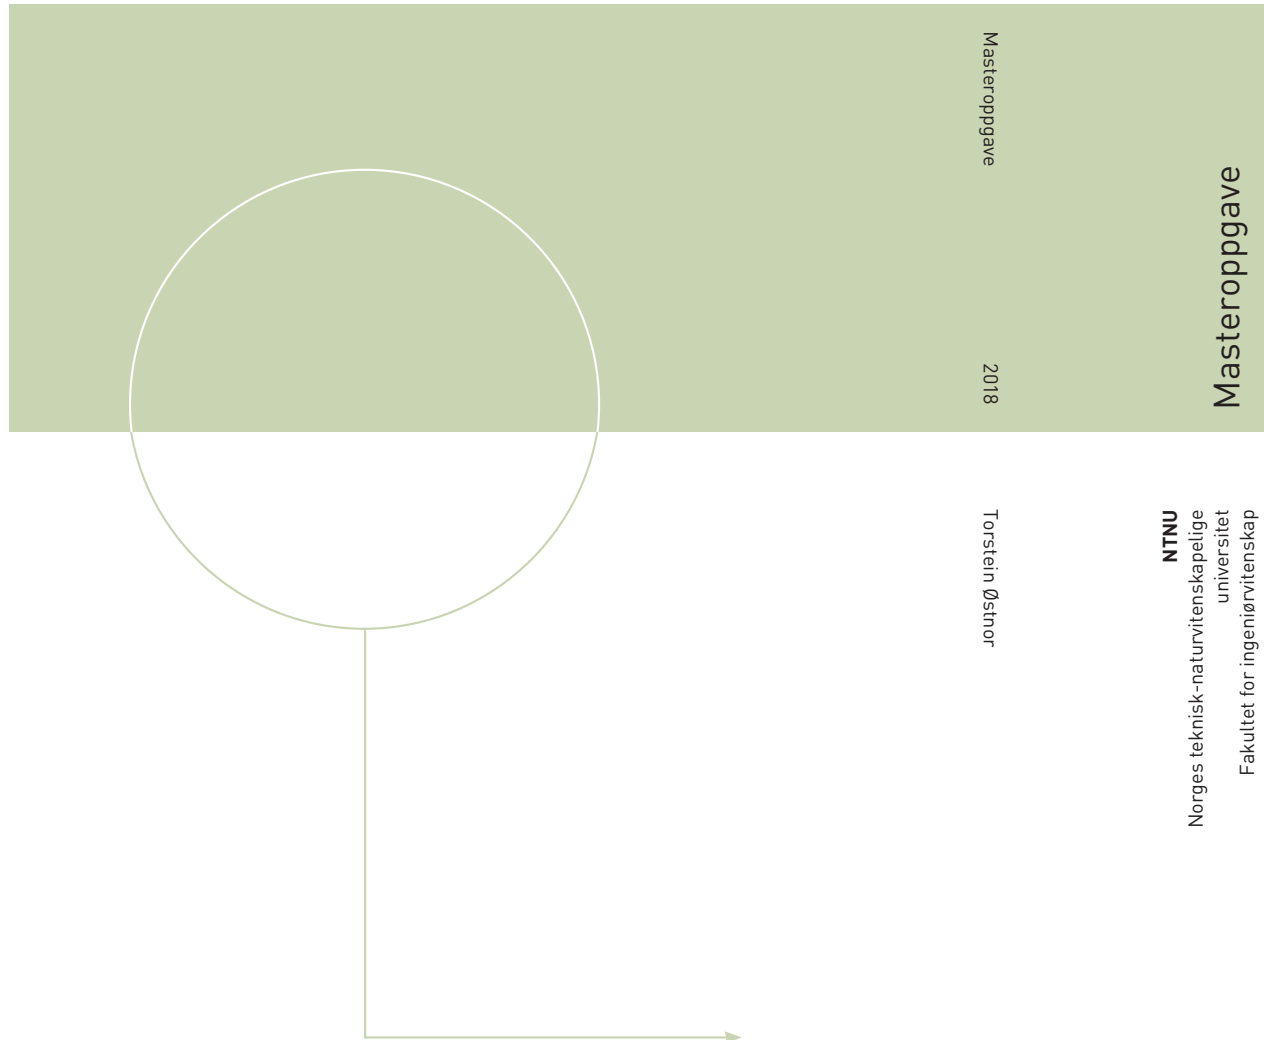 Masteroppgave
2018
Torstein Østnor
Masteroppgave
NTNU
Norges teknisk-naturvitenskapelige
universitet
Fakultet for ingeniørvitenskap